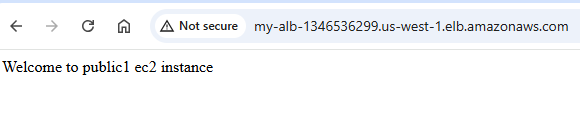 Not secure my-alb-1346536299.us-west-1.elb.amazonaws.com
Welcome to public1 ec2 instance